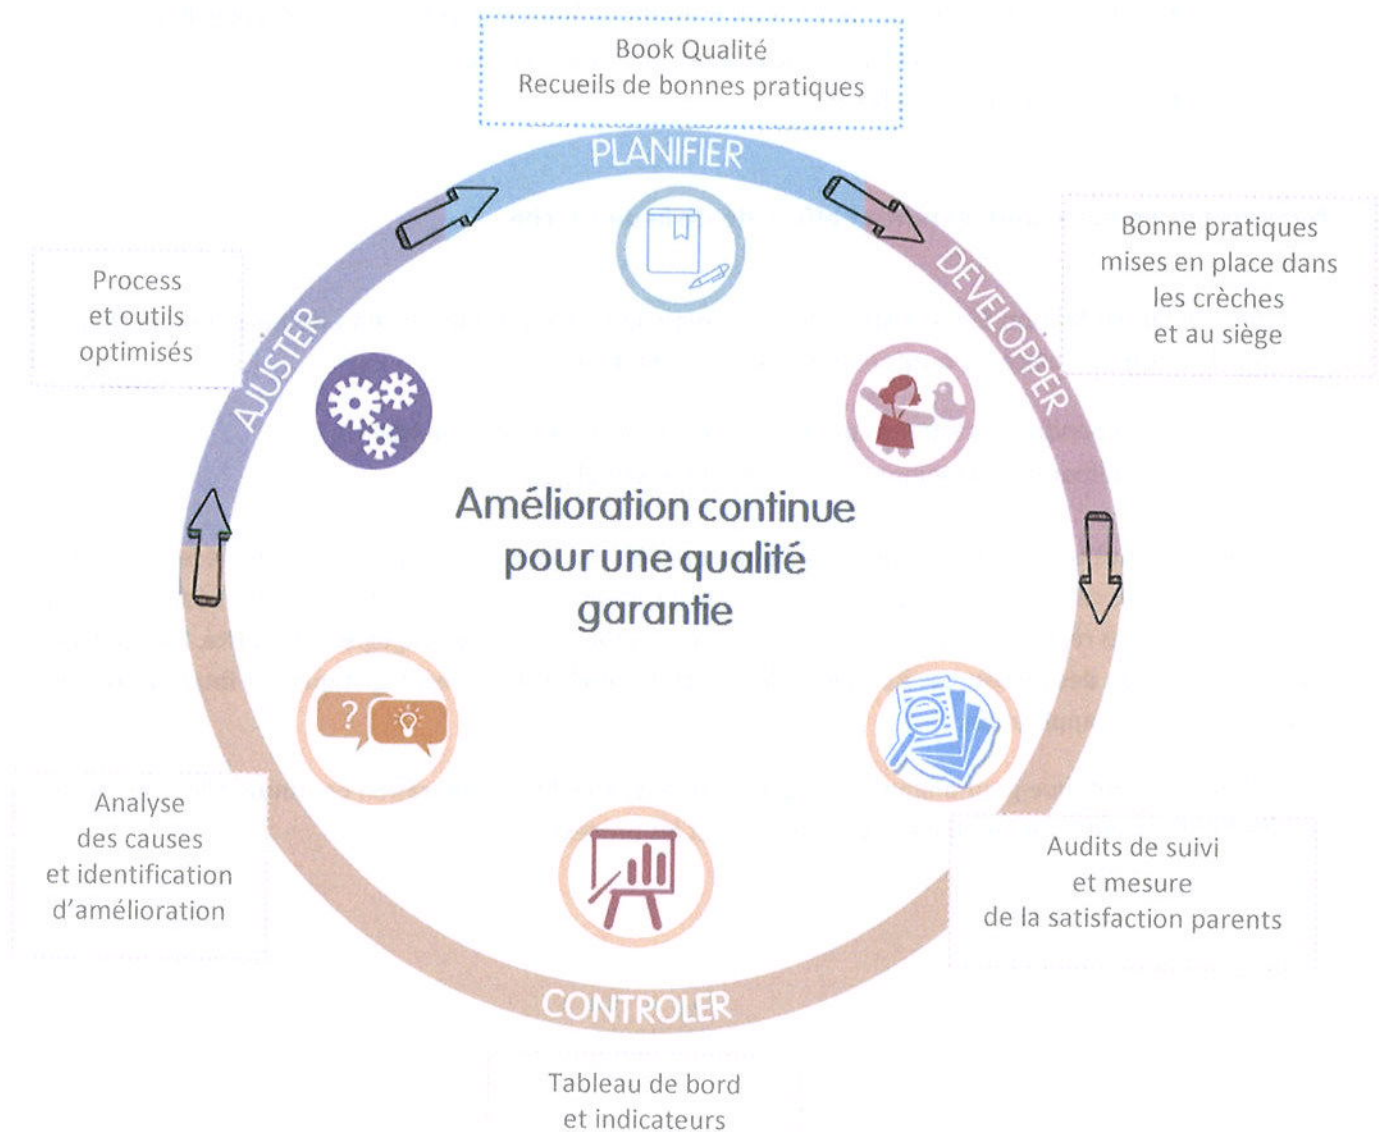 Book Qualité
Recueils de bonnes pratiques
PLANIFIER
Bonne pratiques
mises en place dans
les crèches
et au siège
DEVELOPPER
Process
et outils
optimisés
AJUSTER
Amélioration continue
pour une qualité
garantie
?
Analyse
des causes
et identification
d'amélioration
Audits de suivi
et mesure
de la satisfaction parents
CONTROLER
Tableau de bord
et indicateurs